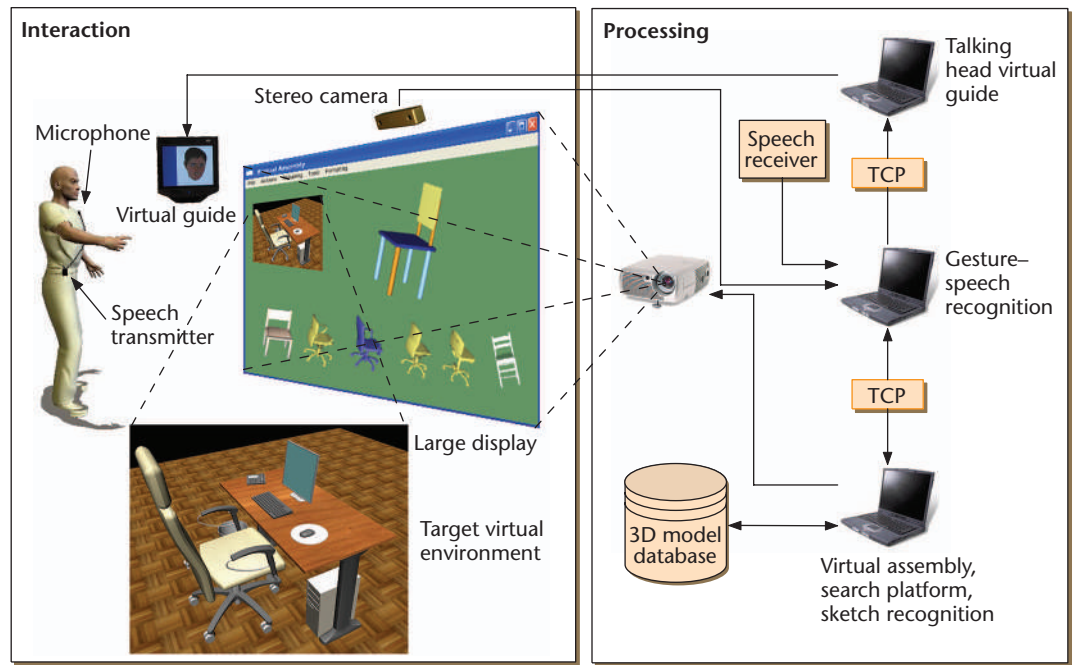 Interaction
Stereo camera
Microphone
Virtual guide
Speech
transmitter
Large display
Target virtual
environment
Processing
Talking
head virtual
guide
Speech
receiver
TCP
Gesture–
speech
recognition
TCP
3D model
database
Virtual assembly,
search platform,
sketch recognition